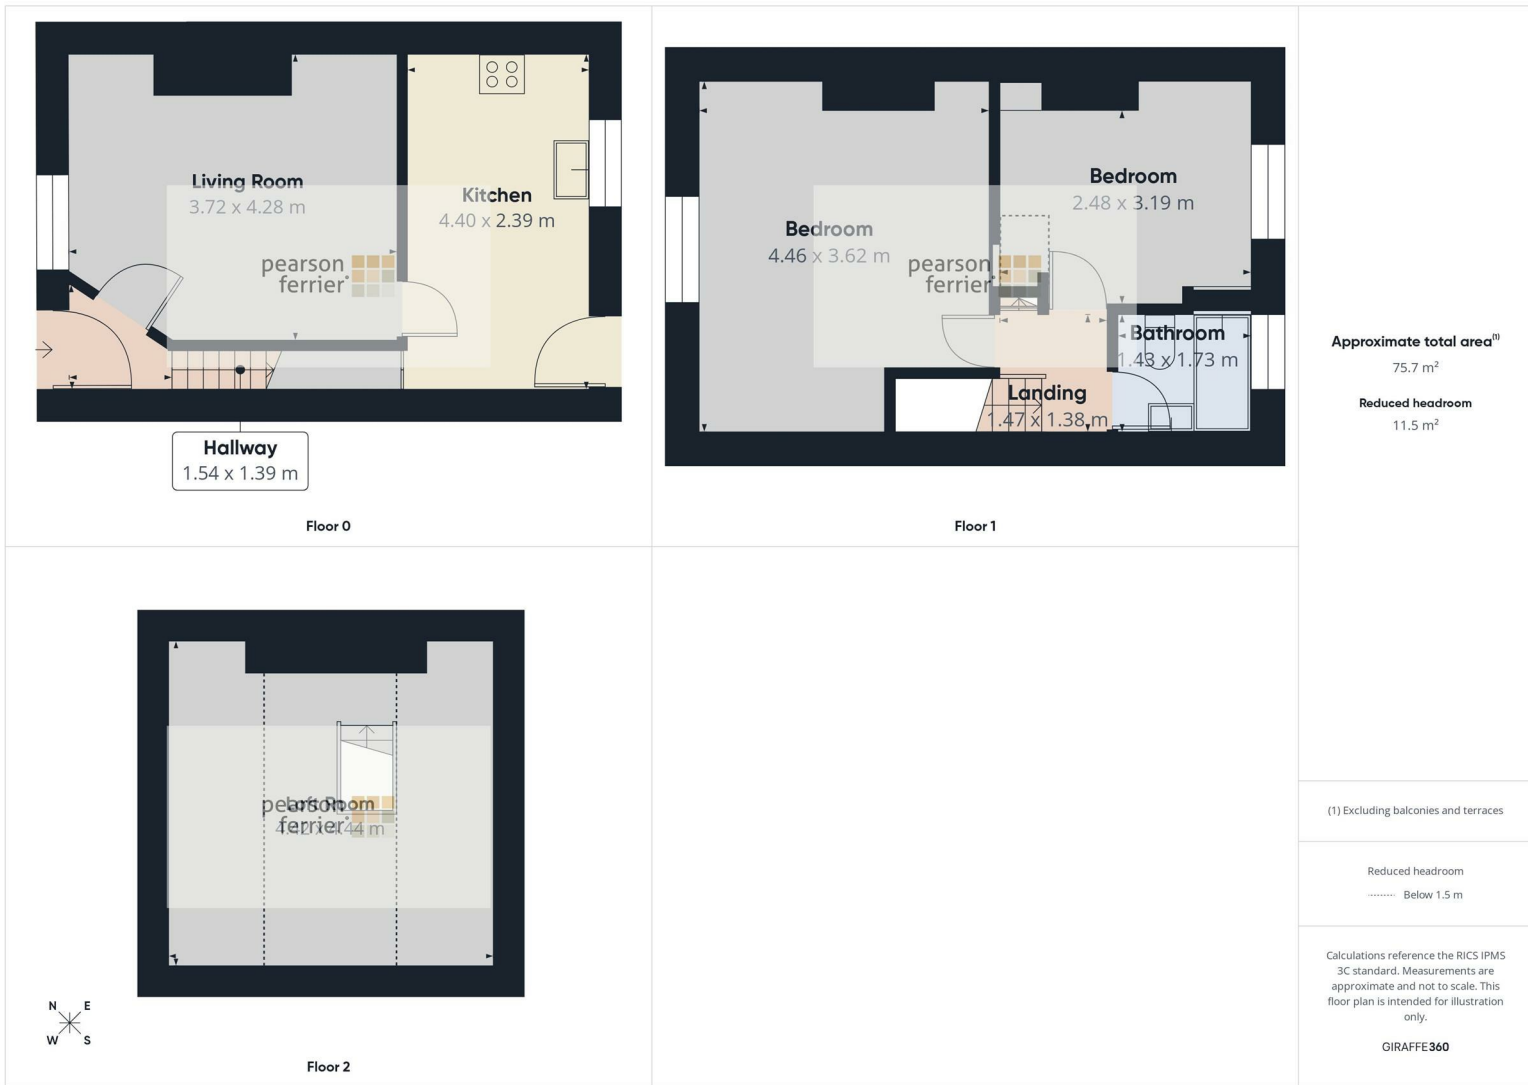 Living Room
3.72 x 4.28 m
Kitchen
4.40 x 2.39 m
pearson
ferrier
Hallway
1.54 x 1.39 m
Floor 0
Bedroom
4.46 x 3.62 m
Bedroom
2.48 x 3.19 m
pearson
ferrier
Bathroom
1.43 x 1.73 m
Landing
1.47 x 1.38 m
Floor 1
Approximate total area(1)
75.7 m²
Reduced headroom
11.5 m²
Loft Room
pearson
ferrier
N E
W S
Floor 2
(1) Excluding balconies and terraces
Reduced headroom
Below 1.5 m
Calculations reference the RICS IPMS
3C standard. Measurements are
approximate and not to scale. This
floor plan is intended for illustration
only.
GIRAFFE360